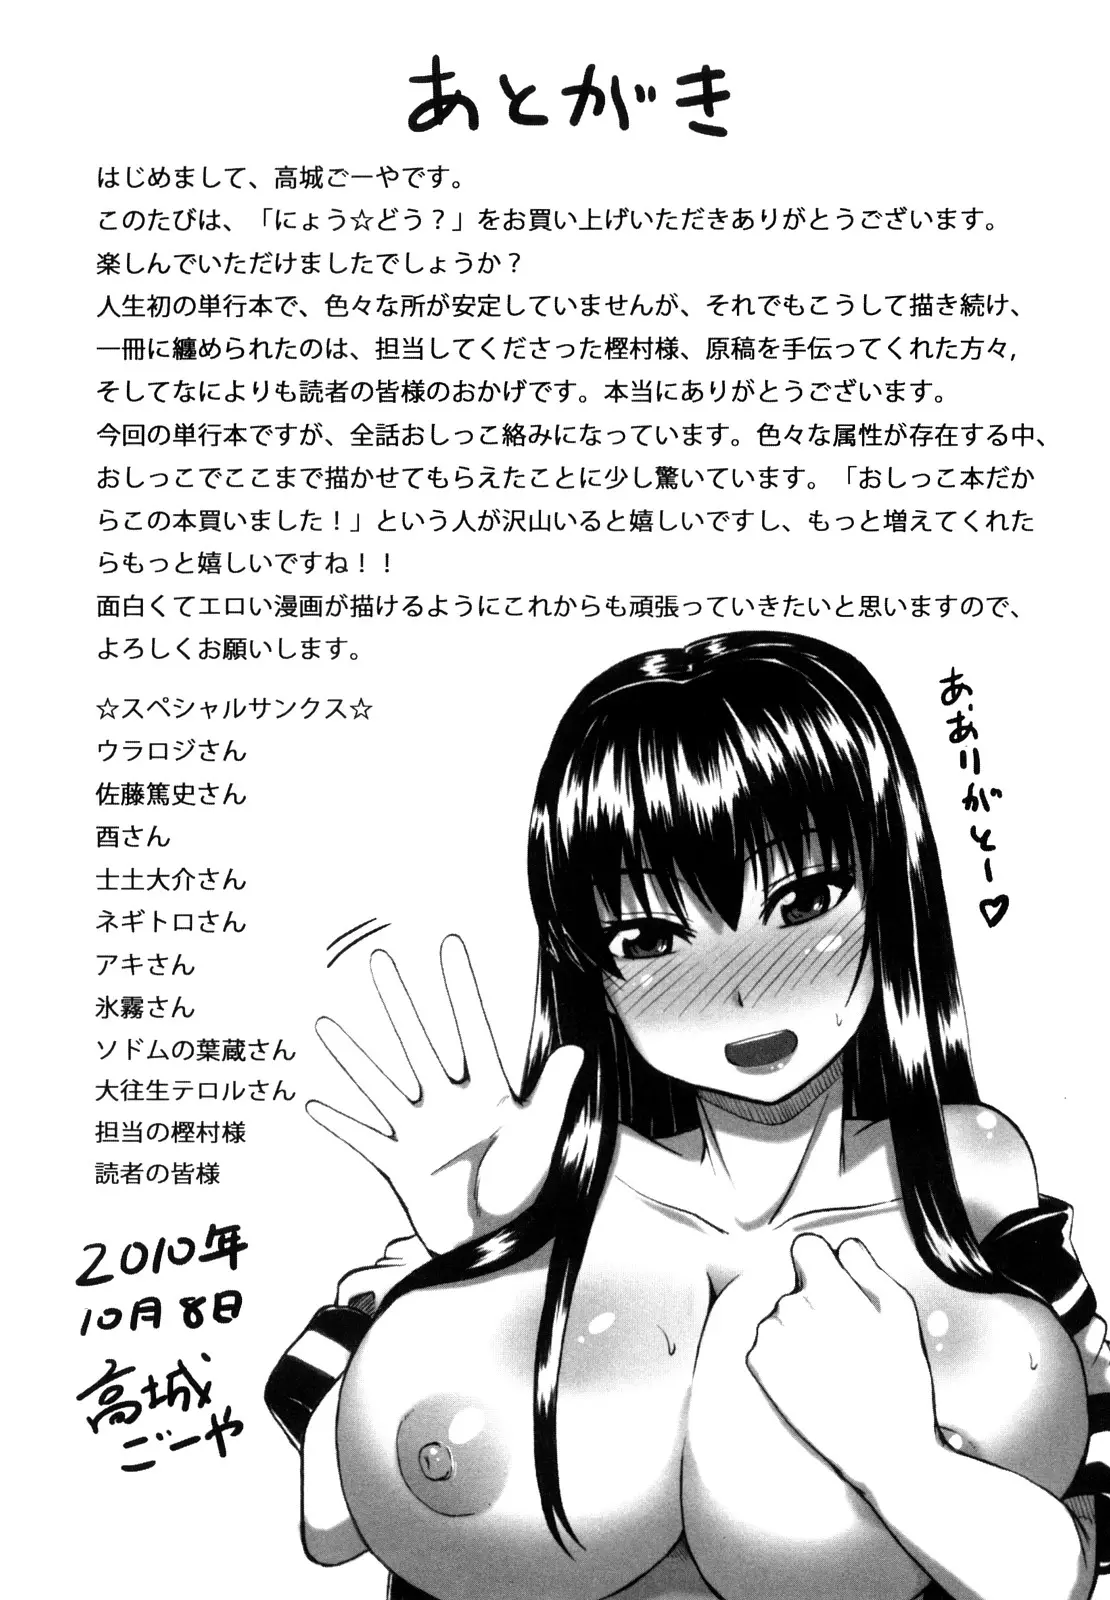 あとがき
はじめまして、高城ごーやです。
このたびは、「にょう☆どう？」をお買い上げいただきありがとうございます。
楽しんでいただけましたでしょうか？
人生初の単行本で、色々な所が安定していませんが、それでもこうして描き続け、
一冊に纏められたのは、担当してくださった樫村様、原稿を手伝ってくれた方々,
そしてなによりも読者の皆様のおかげです。本当にありがとうございます。
今回の単行本ですが、全話おしっこ絡みになっています。色々な属性が存在する中、
おしっこでここまで描かせてもらえたことに少し驚いています。「おしっこ本だか
らこの本買いました！」という人が沢山いると嬉しいですし、もっと増えてくれた
らもっと嬉しいですね！！
面白くてエロい漫画が描けるようにこれからも頑張っていきたいと思いますので、
よろしくお願いします。
☆スペシャルサンクス☆
ウラロジさん
佐藤篤史さん
酉さん
士土大介さん
ネギトロさん
アキさん
氷霧さん
ソドムの葉蔵さん
大往生テロルさん
担当の樫村様
読者の皆様
2010年
10月8日
高城
ごーや
あ、ありがとー♡